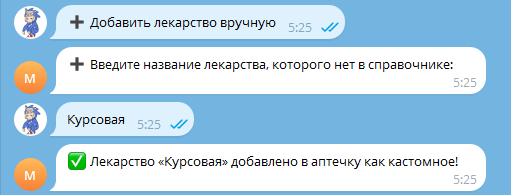 ➕ Добавить лекарство вручную 5:25
М
➕ Введите название лекарства, которого нет в справочнике:
5:25
Курсовая 5:25
М
✅ Лекарство «Курсовая» добавлено в аптечку как кастомное!
5:25